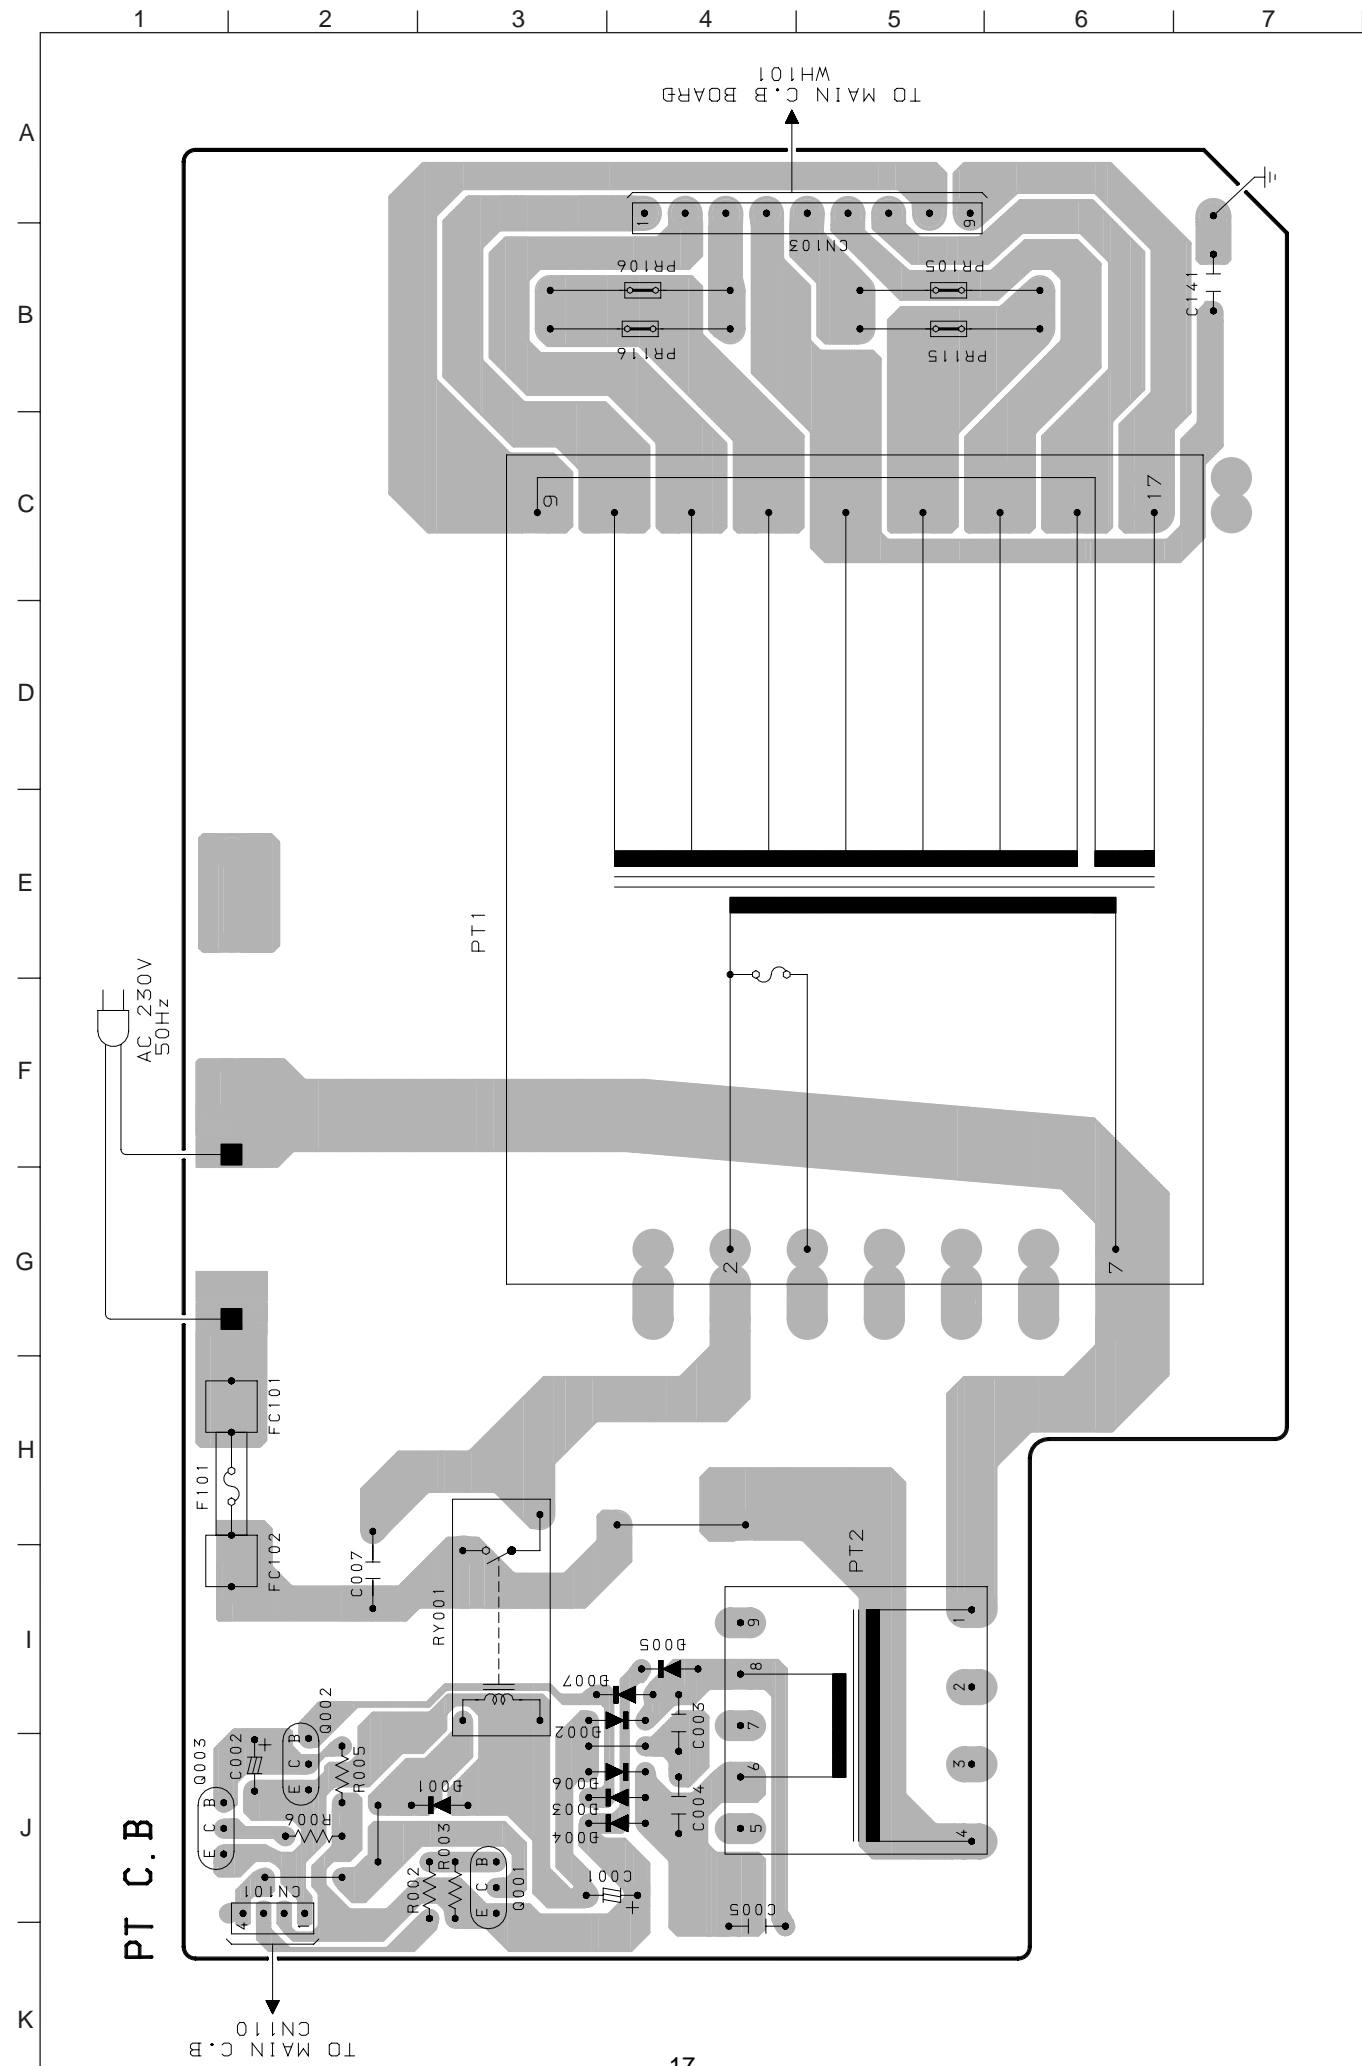 1 2 3 4 5 6 7
A
B
C
D
E
F
G
H
I
J
K
TO MAIN C.B BOARD
WH101
1 9
CN103
PR106
PR105
PR116
PR115
C141
9
17
PT1
AC 230V
50Hz
2
7
FC101
F101
FC102
C007
RY001
PT2
9
8
7
6
5
1
2
3
4
D005
D007
D002
D006
D003
D004
C003
C004
C001
+
C005
Q002
B
C
E
Q003
B
C
E
C002
+
R005
R006
D001
R002
R003
Q001
B
C
E
CN101
4 1
PT C.B
TO MAIN C.B
CN110
17